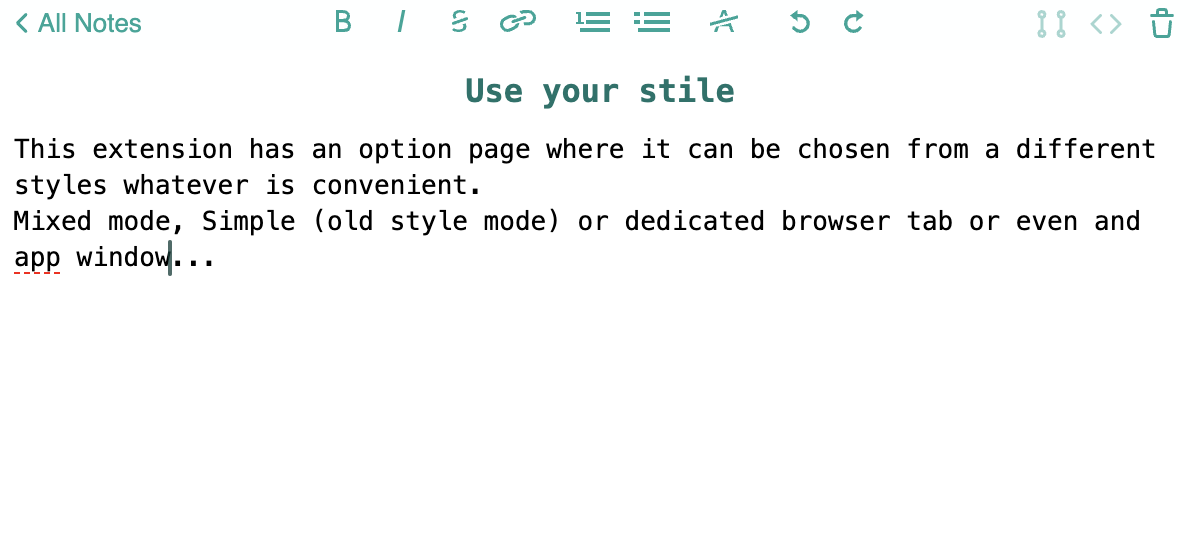 All Notes
Use your stile
This extension has an option page where it can be chosen from a different
styles whatever is convenient.
Mixed mode, Simple (old style mode) or dedicated browser tab or even and
app window...